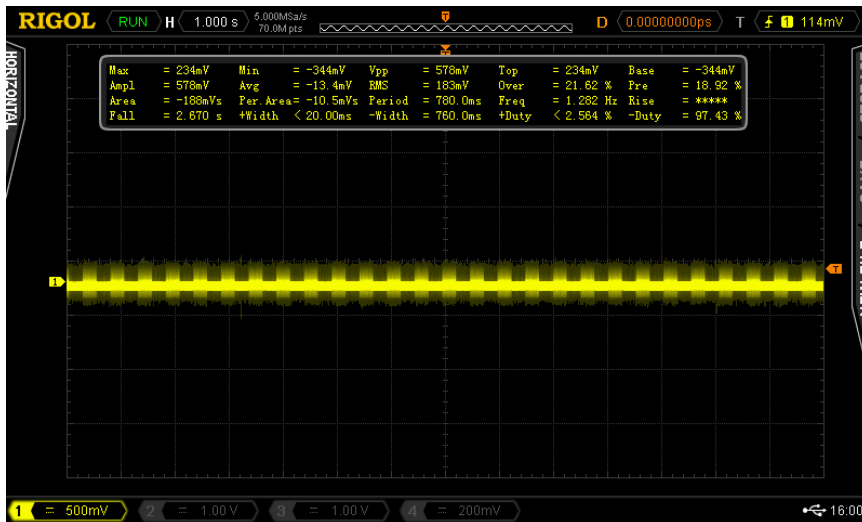 RIGOL RUN H 1.000 s 5.000MSa/s 70.0M pts D 0.00000000ps T 1 114mV
HORIZONTAL
Max = 234mV Min = -344mV Vpp = 578mV Top = 234mV Base = -344mV
Ampl = 578mV Avg = -13.4mV RMS = 183mV Over = 21.62 % Pre = 18.92 %
Area = -188mVs Per.Area= -10.5mVs Period = 780.0ms Freq = 1.282 Hz Rise = *****
Fall = 2.670 s +Width < 20.00ms -Width = 760.0ms +Duty < 2.564 % -Duty = 97.43 %
1 T
1 = 500mV 2 = 1.00 V 3 = 1.00 V 4 = 200mV 16:00